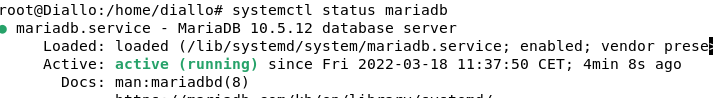 root@Diallo:/home/diallo# systemctl status mariadb
● mariadb.service - MariaDB 10.5.12 database server
Loaded: loaded (/lib/systemd/system/mariadb.service; enabled; vendor prese>
Active: active (running) since Fri 2022-03-18 11:37:50 CET; 4min 8s ago
Docs: man:mariadbd(8)